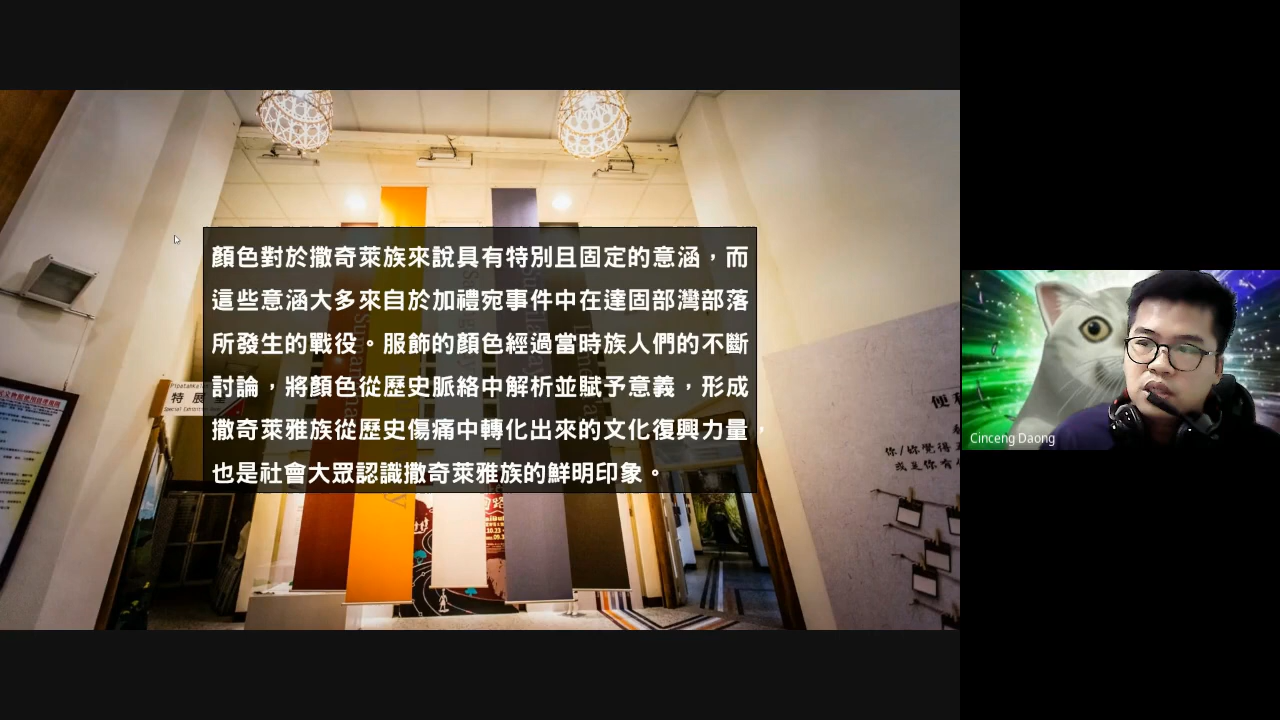 顏色對於撒奇萊族來說具有特別且固定的意涵，而
這些意涵大多來自於加禮宛事件中在達固部灣部落
所發生的戰役。服飾的顏色經過當時族人們的不斷
討論，將顏色從歷史脈絡中解析並賦予意義，形成
撒奇萊雅族從歷史傷痛中轉化出來的文化復興力量，
也是社會大眾認識撒奇萊雅族的鮮明印象。
特 展
Special Exhibition
你/妳覺得
Cinceng Daong